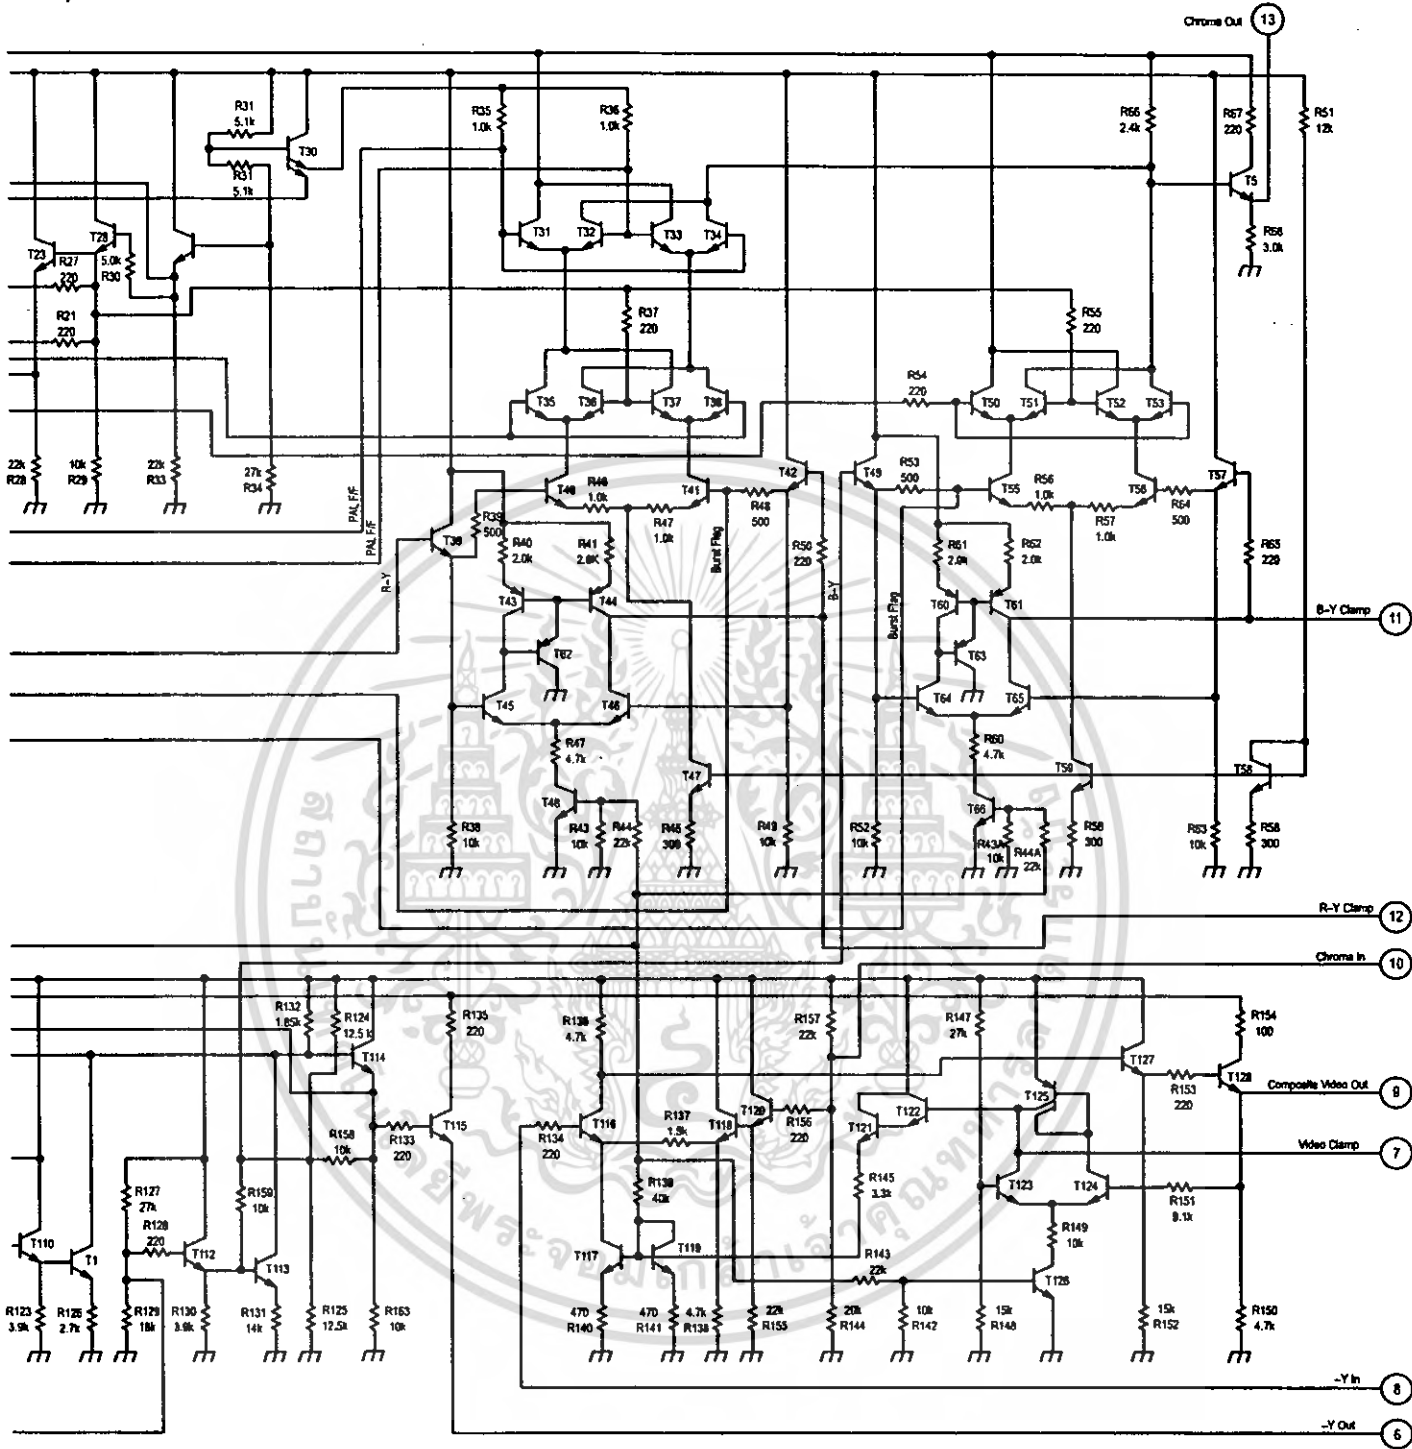 Chroma Out 13
R31
5.1k
T30
R31
5.1k
R35
1.0k
R36
1.0k
R66
2.4k
R67
220
R51
12k
T5
R68
3.0k
T23
T28
R27
220
5.0k
R30
R21
220
T31
T32
T33
T34
R37
220
R55
220
R54
220
T35
T36
T37
T38
T50
T51
T52
T53
22k
R28
10k
R29
22k
R33
27k
R34
PAL F/F
PAL F/F
T39
R39
500
T40
R46
1.0k
R47
1.0k
T41
R48
500
T42
T49
R53
500
T55
R56
1.0k
R57
1.0k
T56
R64
500
T57
R40
2.0k
R41
2.0K
Burst Flag
R50
220
B-Y
R-Y
Burst Flag
R61
2.0k
R62
2.0k
R65
220
T43
T44
T62
T60
T61
T63
B-Y Clamp 11
T45
T46
T64
T65
R47
4.7k
T47
R60
4.7k
T59
T58
T48
T66
R38
10k
R43
10k
R44
22k
R45
300
R49
10k
R52
10k
R43A
10k
R44A
22k
R58
300
R63
10k
R58
300
R-Y Clamp 12
Chroma In 10
R132
1.85k
R124
12.5k
T114
R135
220
R136
4.7k
R157
22k
R147
27k
R154
100
T127
R153
220
T128
Composite Video Out 9
R158
10k
R133
220
T115
R134
220
T116
R137
1.5k
T118
T120
R156
220
T121
T122
T125
Video Clamp 7
R127
27k
R159
10k
R139
40k
R145
3.3k
T123
T124
R151
9.1k
R128
220
T110
T1
T112
T113
T117
T119
R143
22k
R149
10k
T126
R123
3.9k
R126
2.7k
R129
18k
R130
3.9k
R131
14k
R125
12.5k
R163
10k
470
R140
470
R141
4.7k
R138
22k
R155
20k
R144
10k
R142
15k
R148
15k
R152
R150
4.7k
-Y In 8
-Y Out 6